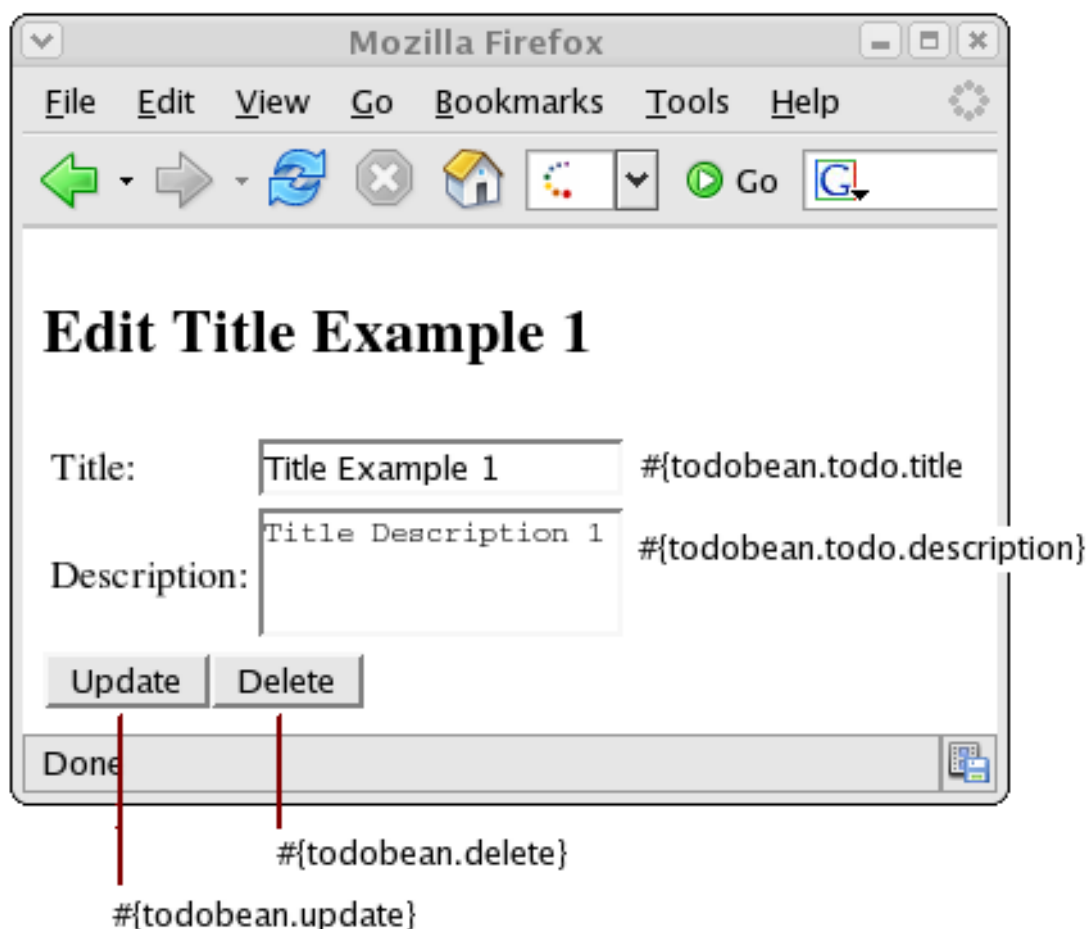 Mozilla Firefox
File Edit View Go Bookmarks Tools Help
Go G
Edit Title Example 1
Title: Title Example 1 #{todobean.todo.title
Title Description 1 #{todobean.todo.description}
Description:
Update Delete
Done
#{todobean.delete}
#{todobean.update}